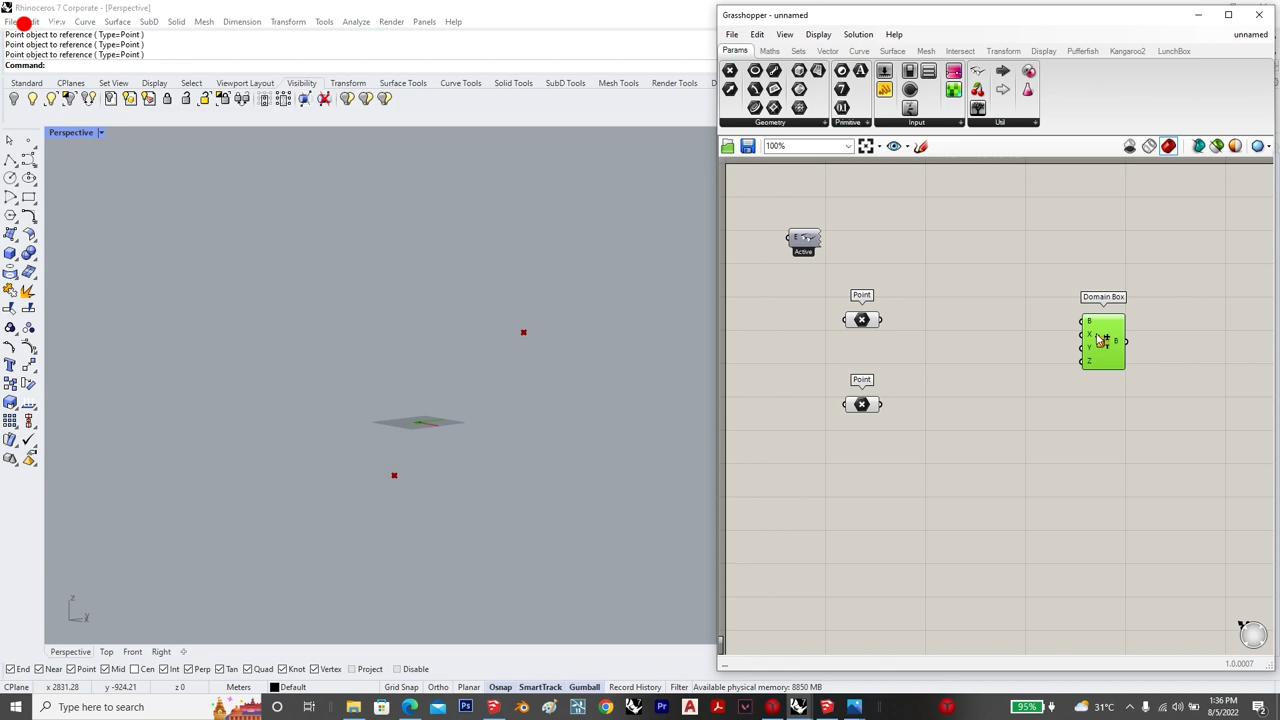 Rhinoceros 7 Corporate - [Perspective]
File Edit View Curve Surface SubD Solid Mesh Dimension Transform Tools Analyze Render Panels Help
Point object to reference ( Type=Point )
Point object to reference ( Type=Point )
Point object to reference ( Type=Point )
Command:
Standard CPlanes Set View Display Select Viewport Layout Visibility Transform Surface Tools Solid Tools SubD Tools Mesh Tools Render Tools
Perspective
z
y
Perspective Top Front Right
End Near Point Mid Cen Int Perp Tan Quad Knot Vertex Project Disable
CPlane x 2831.28 y -924.21 z 0 Meters Default Grid Snap Ortho Planar Osnap SmartTrack Gumball Record History Filter Available physical memory: 8850 MB
Grasshopper - unnamed
File Edit View Display Solution Help unnamed
Params Maths Sets Vector Curve Surface Mesh Intersect Transform Display Pufferfish Kangaroo2 LunchBox
Geometry Primitive Input Util
100%
E
Active
Point
Point
Domain Box
B
X
Y
Z
B
1.0.0007
Type here to search
95%
31°C
1:36 PM
8/5/2022